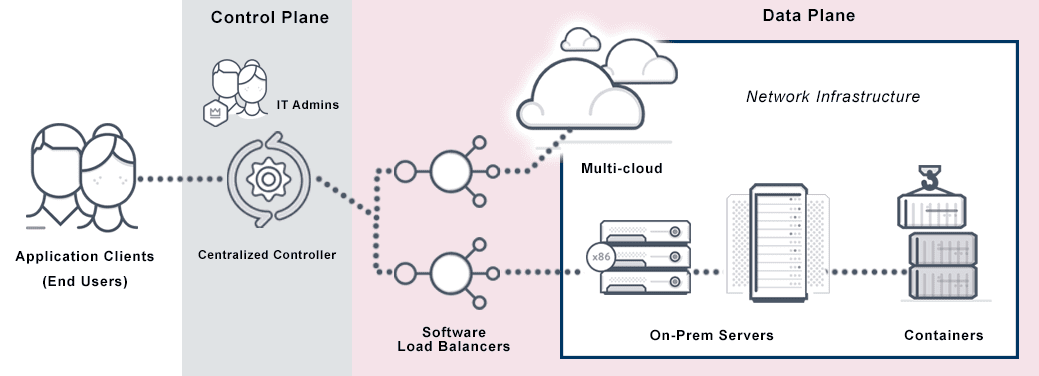 Control Plane
Data Plane
IT Admins
Network Infrastructure
Multi-cloud
Application Clients
(End Users)
Centralized Controller
x86
Software
Load Balancers
On-Prem Servers
Containers